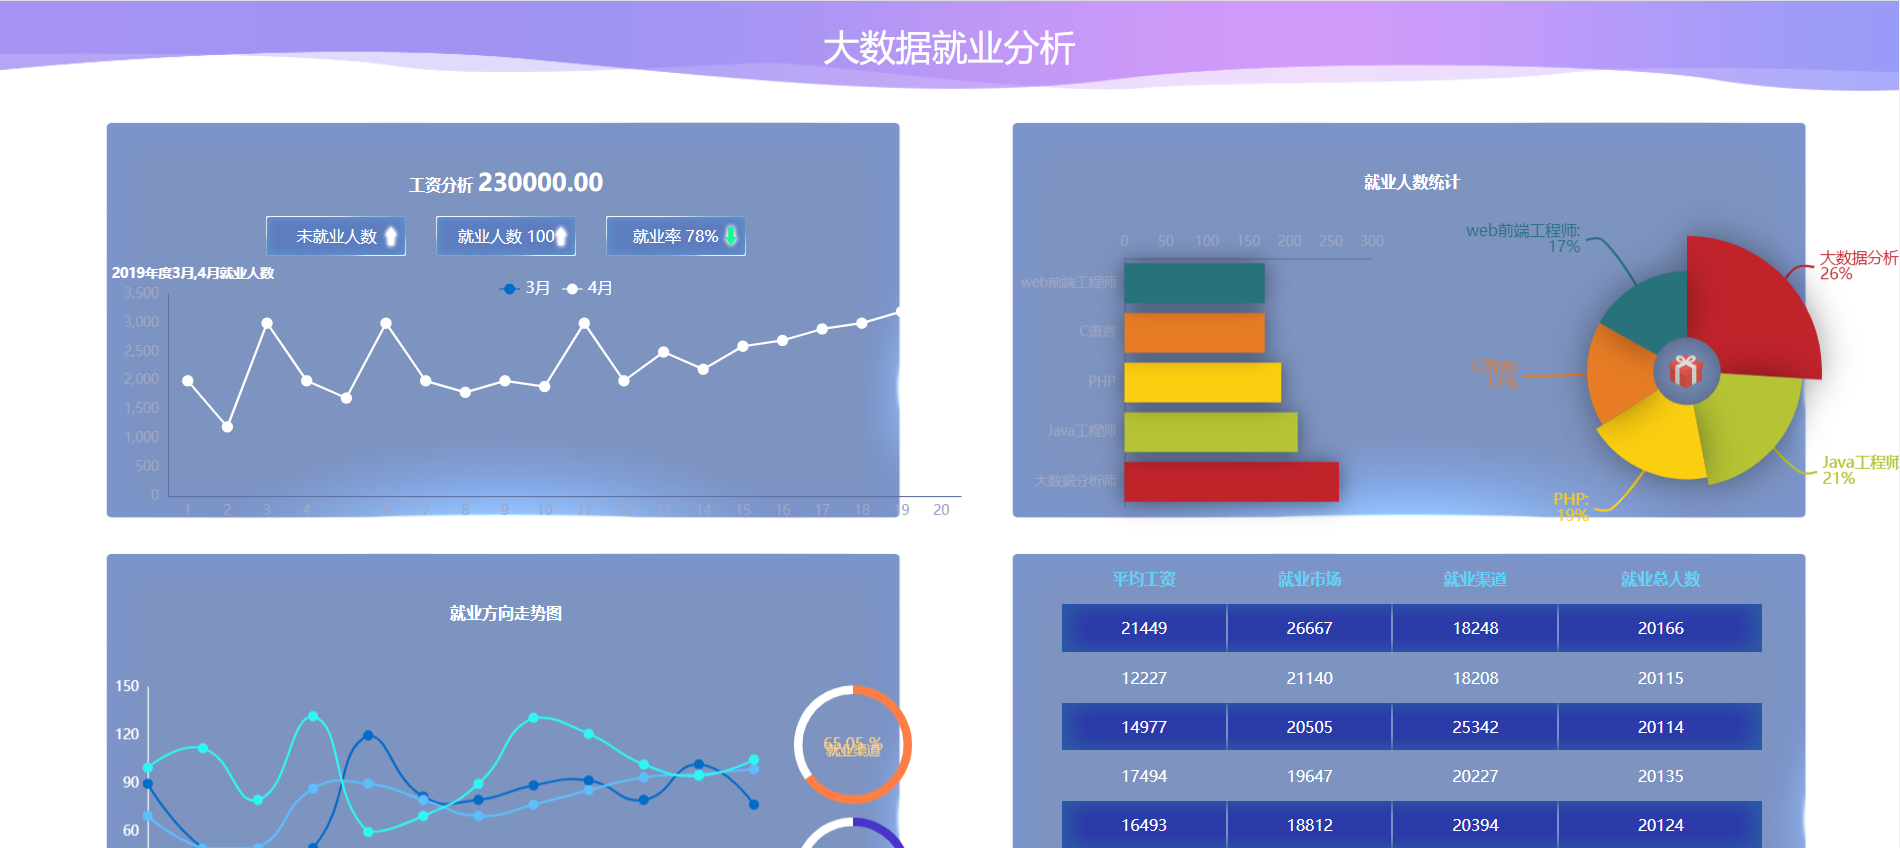 大数据就业分析
工资分析 230000.00
未就业人数
就业人数 100
就业率 78%
2019年度3月,4月就业人数
3月
4月
3,500
3,000
2,500
2,000
1,500
1,000
500
0
1 2 3 4 5 6 7 8 9 10 11 12 13 14 15 16 17 18 19 20
就业人数统计
0 50 100 150 200 250 300
web前端工程师
C语言
PHP
Java工程师
大数据分析师
web前端工程师:
17%
大数据分析
26%
C语言:
17%
Java工程师
21%
PHP:
19%
就业方向走势图
150
120
90
60
65.05 %
就业渠道
平均工资 就业市场 就业渠道 就业总人数
21449 26667 18248 20166
12227 21140 18208 20115
14977 20505 25342 20114
17494 19647 20227 20135
16493 18812 20394 20124